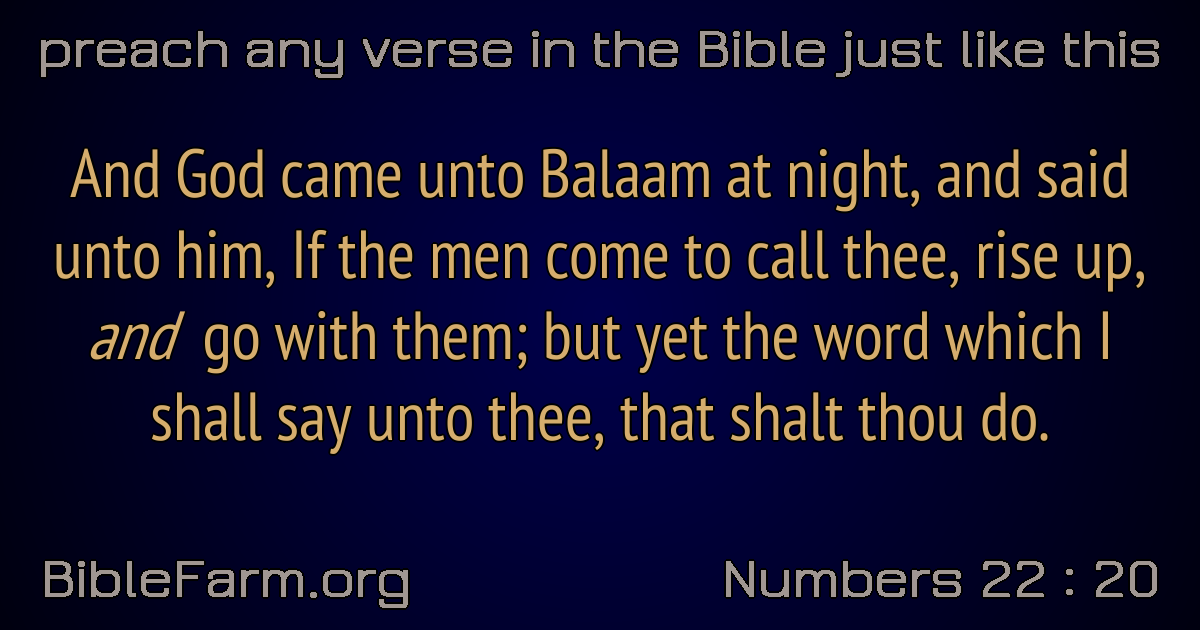 preach any verse in the Bible just like this
And God came unto Balaam at night, and said
unto him, If the men come to call thee, rise up,
and go with them; but yet the word which I
shall say unto thee, that shalt thou do.
BibleFarm.org
Numbers 22 : 20